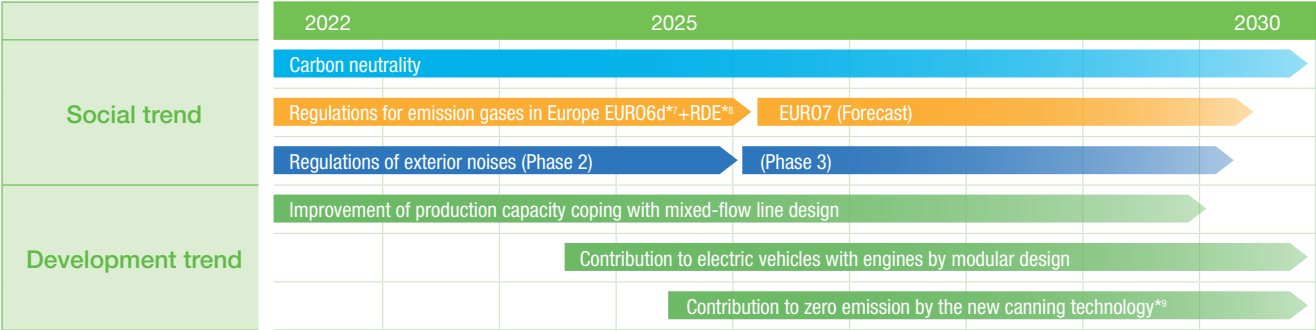 2022 2025 2030
Social trend
Carbon neutrality
Regulations for emission gases in Europe EURO6d*7+RDE*8 EURO7 (Forecast)
Regulations of exterior noises (Phase 2) (Phase 3)
Development trend
Improvement of production capacity coping with mixed-flow line design
Contribution to electric vehicles with engines by modular design
Contribution to zero emission by the new canning technology*9